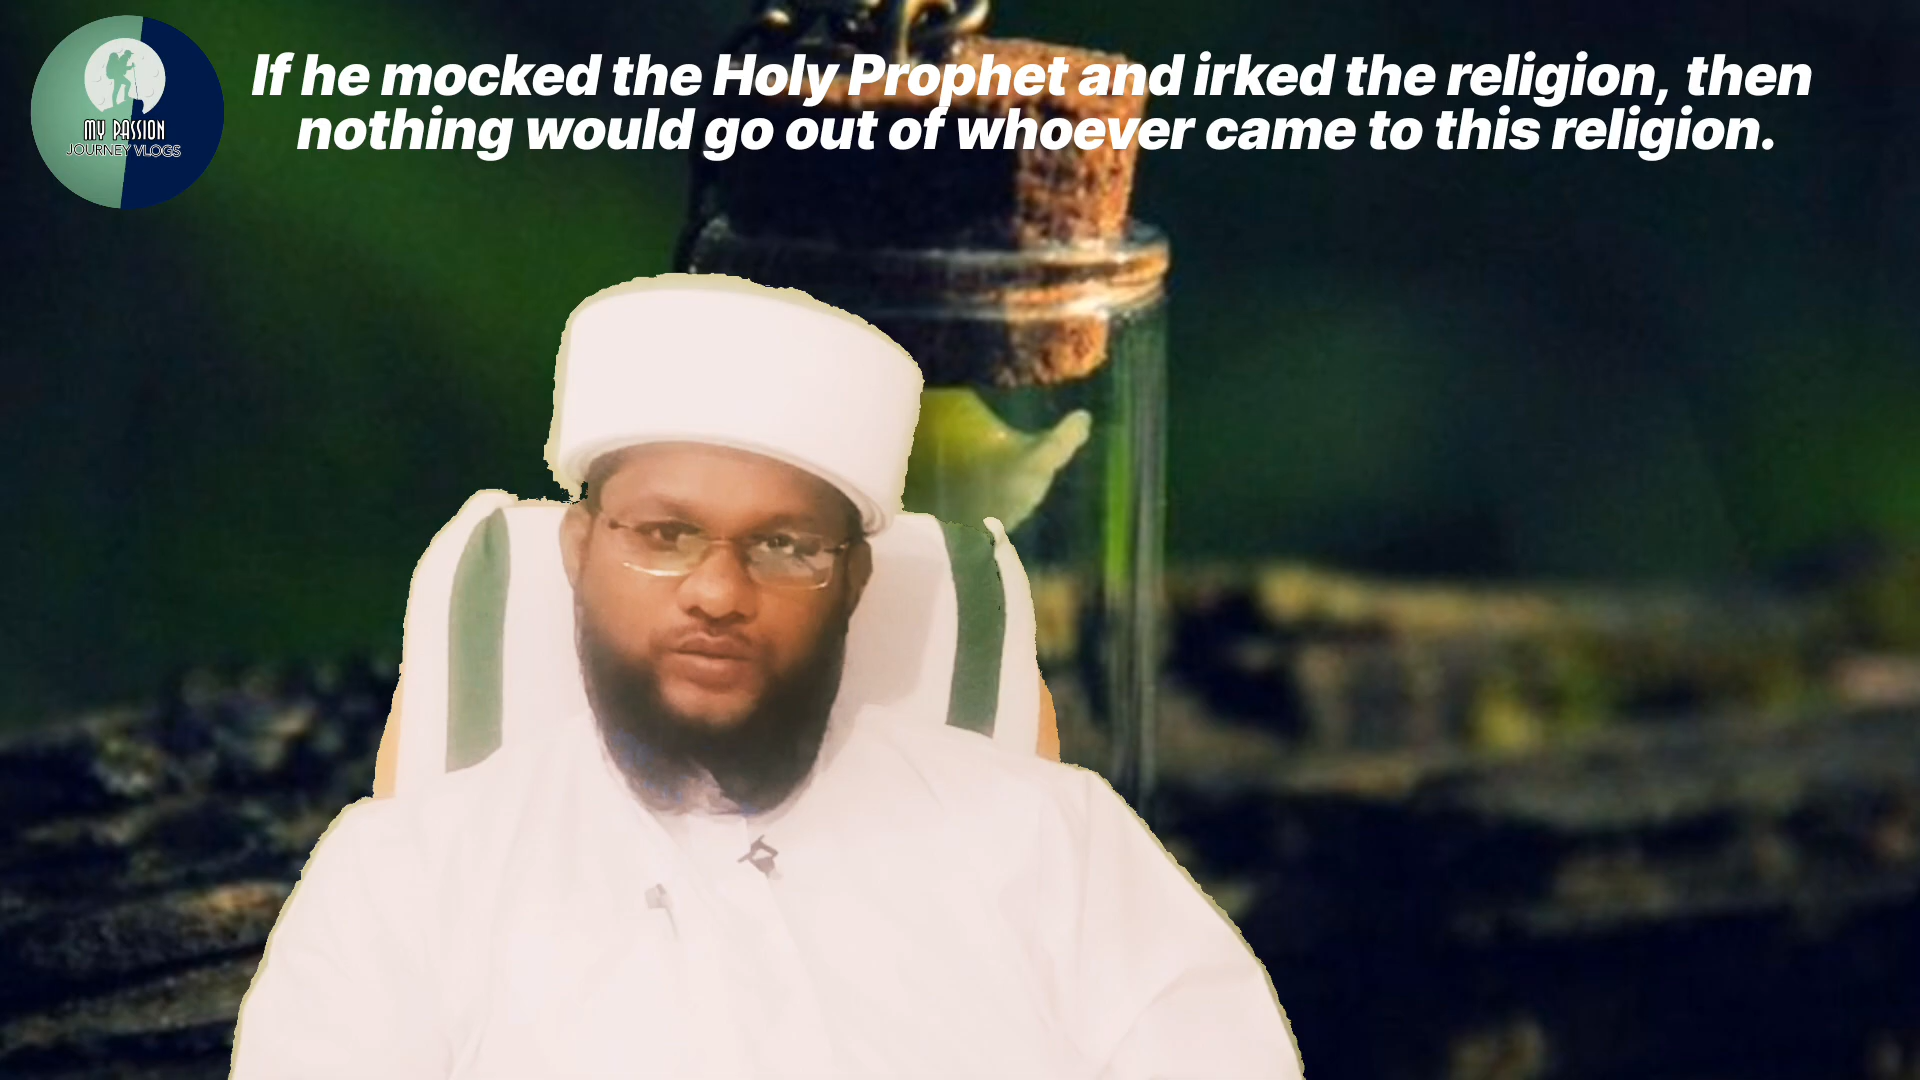 If he mocked the Holy Prophet and irked the religion, then
nothing would go out of whoever came to this religion.
MY PASSION
JOURNEY VLOGS